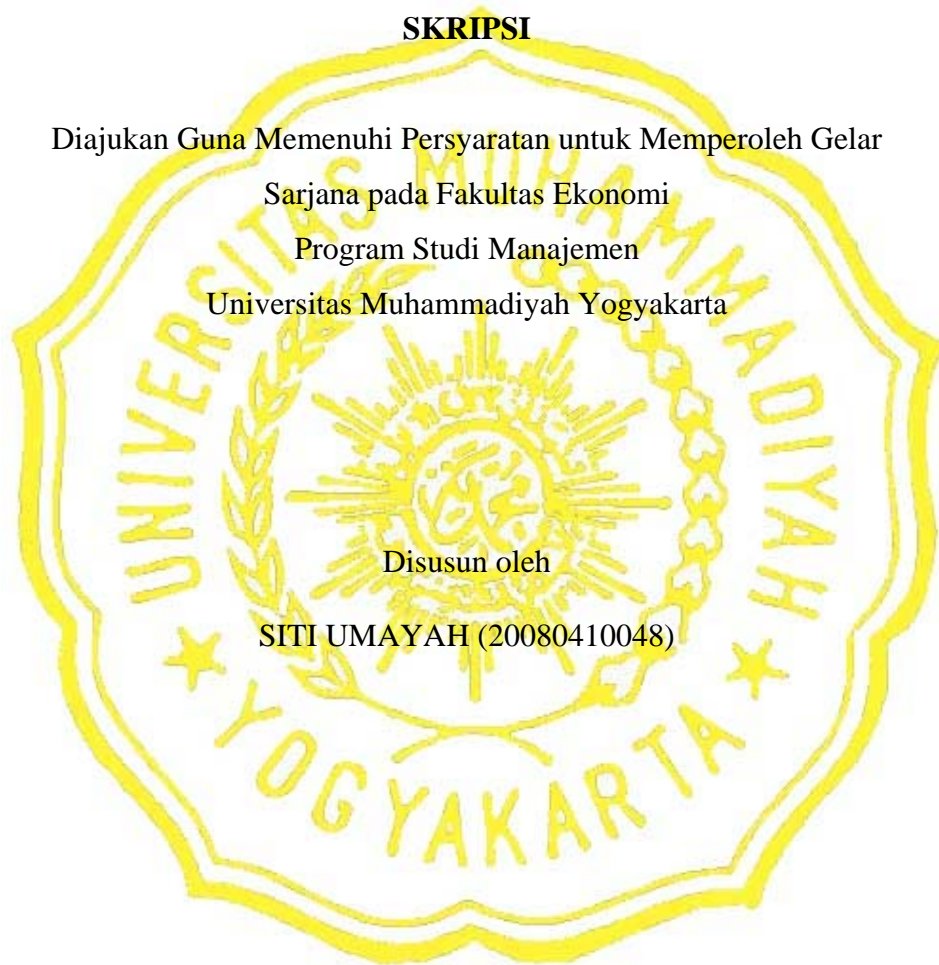 SKRIPSI
Diajukan Guna Memenuhi Persyaratan untuk Memperoleh Gelar
Sarjana pada Fakultas Ekonomi
Program Studi Manajemen
Universitas Muhammadiyah Yogyakarta
Disusun oleh
SITI UMAYAH (20080410048)
UNIVERSITAS MUHAMMADIYAH
YOGYAKARTA